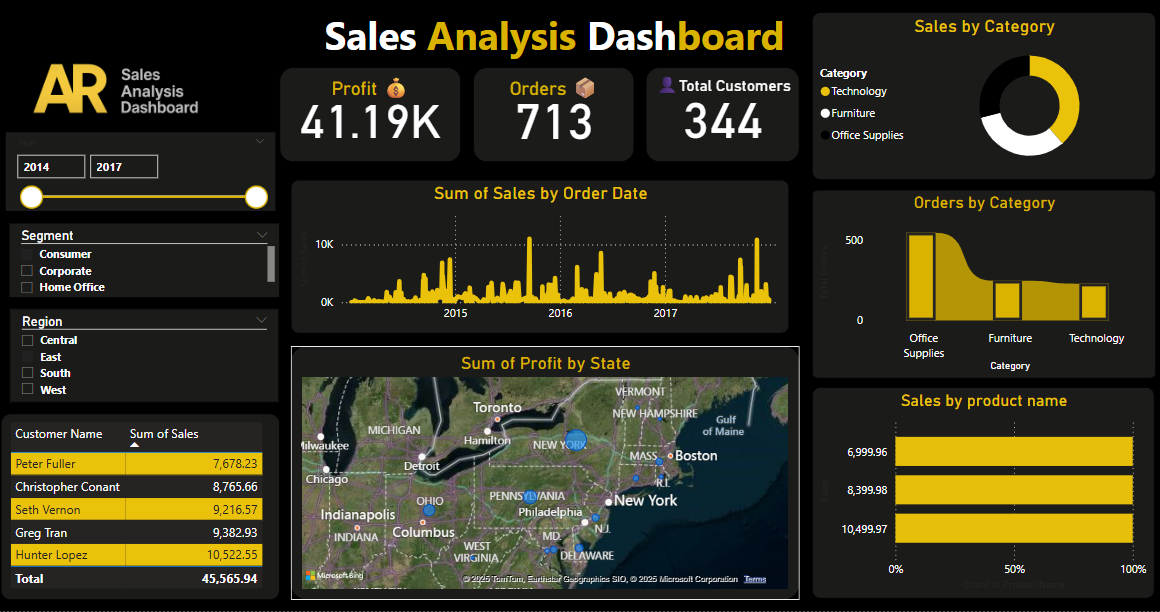 Sales Analysis Dashboard
AR
Sales
Analysis
Dashboard
2014
2017
Segment
Consumer
Corporate
Home Office
Region
Central
East
South
West
Customer Name Sum of Sales
Peter Fuller 7,678.23
Christopher Conant 8,765.66
Seth Vernon 9,216.57
Greg Tran 9,382.93
Hunter Lopez 10,522.55
Total 45,565.94
Profit
41.19K
Orders
713
Total Customers
344
Sum of Sales by Order Date
10K
0K
2015 2016 2017
Sum of Profit by State
VERMONT
Toronto
NEW HAMPSHIRE
Gulf
of Maine
MICHIGAN
Hamilton
NEW YORK
Milwaukee
Detroit
MASS.
Boston
Chicago
R.I.
OHIO
PENNSYLVANIA
New York
Indianapolis
Philadelphia
INDIANA
Columbus
N.J.
MD.
WEST
VIRGINIA
DELAWARE
Microsoft Bing
© 2025 TomTom, Earthstar Geographics SIO, © 2025 Microsoft Corporation Terms
Sales by Category
Category
Technology
Furniture
Office Supplies
Orders by Category
500
0
Office
Supplies
Furniture
Technology
Category
Sales by product name
6,999.96
8,399.98
10,499.97
0% 50% 100%
Count of Product Name